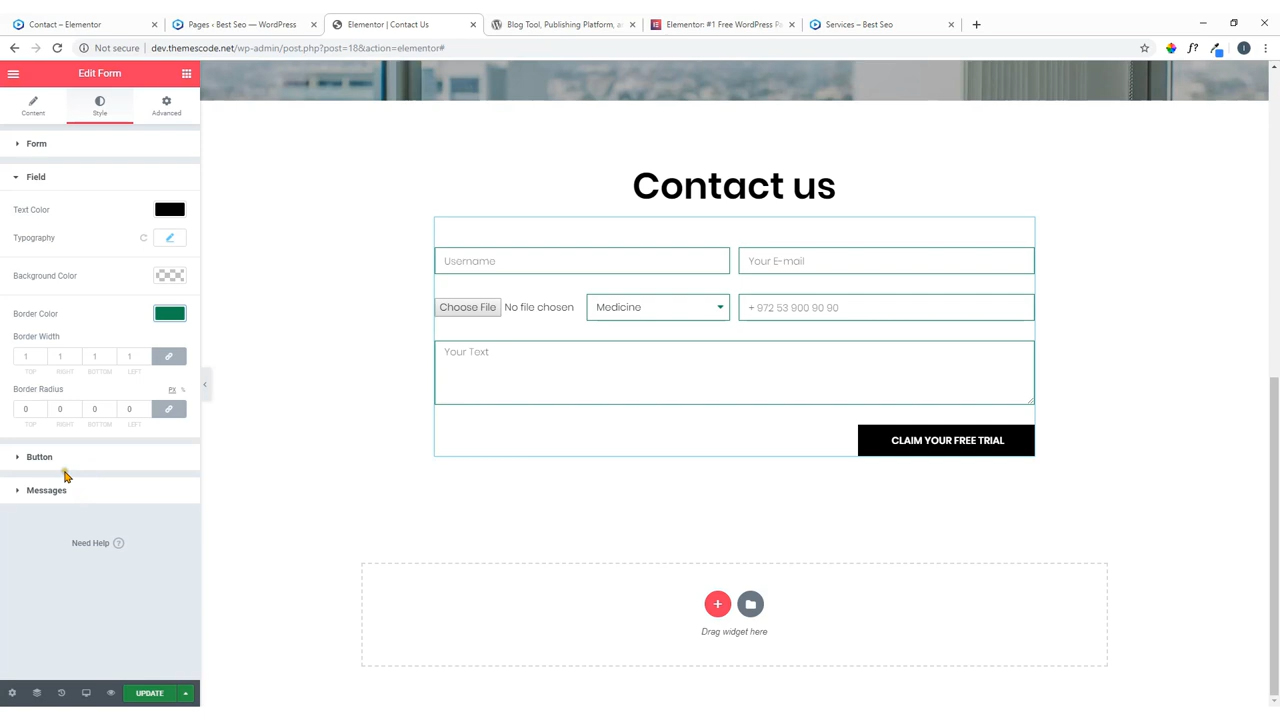 Contact – Elementor
Pages ‹ Best Seo — WordPress
Elementor | Contact Us
Blog Tool, Publishing Platform, a
Elementor: #1 Free WordPress P
Services – Best Seo
Not secure
dev.themescode.net/wp-admin/post.php?post=18&action=elementor#
f?
I
Edit Form
Content
Style
Advanced
Form
Field
Text Color
Typography
Background Color
Border Color
Border Width
1 1 1 1
TOP RIGHT BOTTOM LEFT
Border Radius PX %
0 0 0 0
TOP RIGHT BOTTOM LEFT
Button
Messages
Need Help ?
UPDATE
Contact us
Username
Your E-mail
Choose File No file chosen
Medicine
+ 972 53 900 90 90
Your Text
CLAIM YOUR FREE TRIAL
Drag widget here